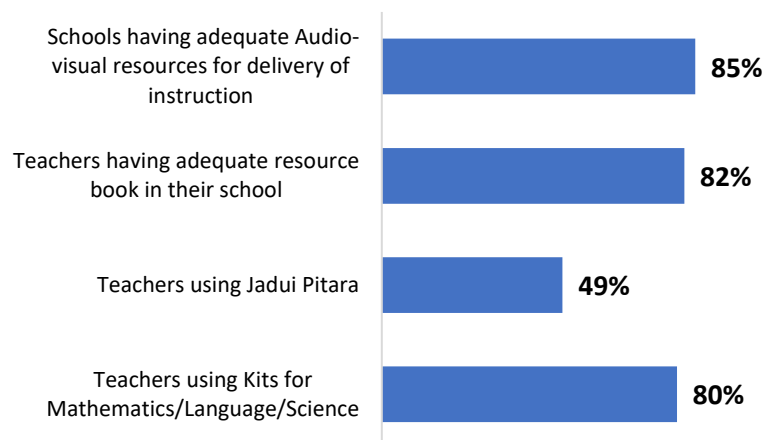 Schools having adequate Audio-
visual resources for delivery of
instruction
85%
Teachers having adequate resource
book in their school
82%
Teachers using Jadui Pitara
49%
Teachers using Kits for
Mathematics/Language/Science
80%